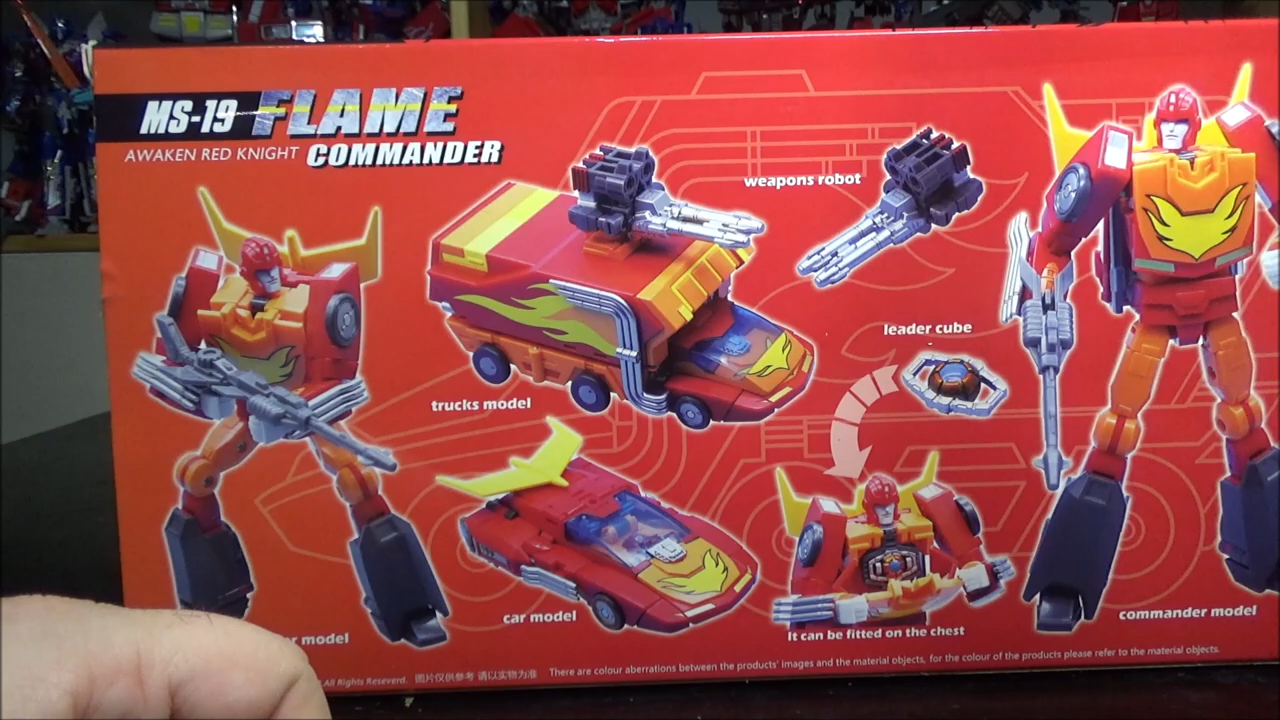 MS-19 FLAME
AWAKEN RED KNIGHT COMMANDER
weapons robot
leader cube
trucks model
car model
It can be fitted on the chest
commander model
model
All Rights Reseverd. 图片仅供参考 请以实物为准 There are colour aberrations between the products' images and the material objects, for the colour of the products please refer to the material objects.